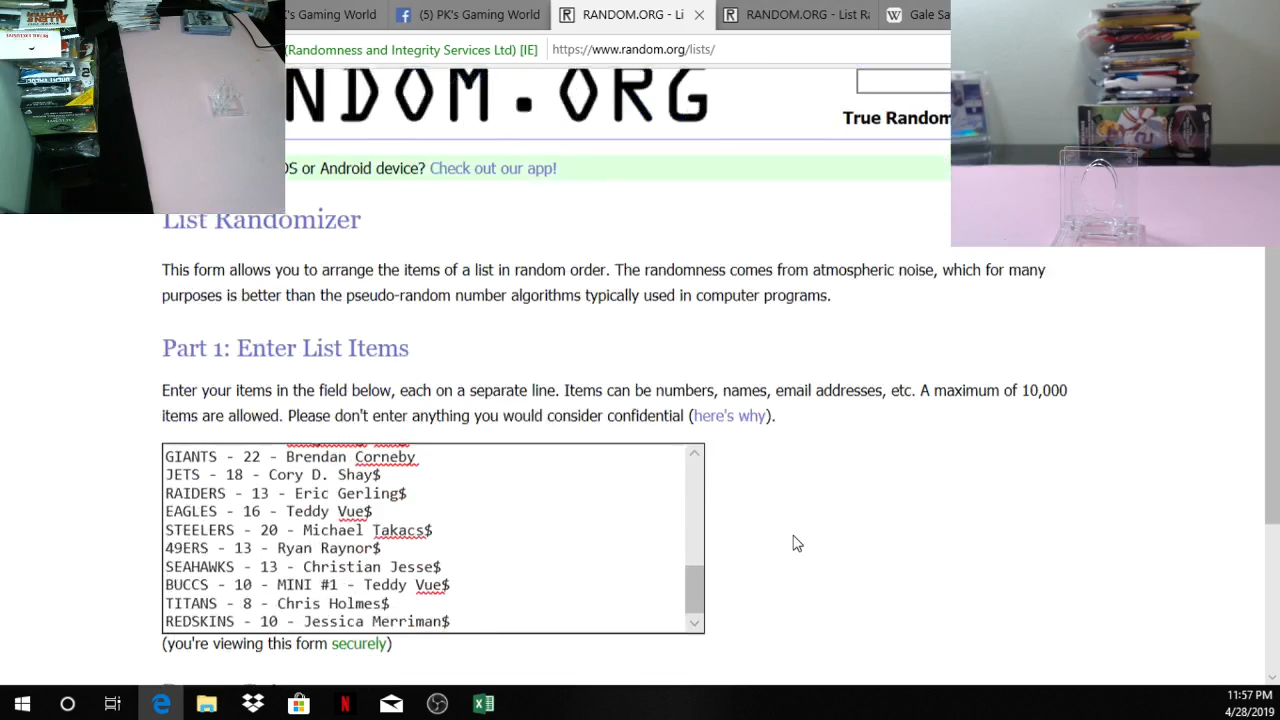 K's Gaming World
(5) PK's Gaming World
RANDOM.ORG - Li
RANDOM.ORG - List Ra
Gale Sa
(Randomness and Integrity Services Ltd) [IE]
https://www.random.org/lists/
NDOM.ORG
True Random
OS or Android device? Check out our app!
List Randomizer
This form allows you to arrange the items of a list in random order. The randomness comes from atmospheric noise, which for many
purposes is better than the pseudo-random number algorithms typically used in computer programs.
Part 1: Enter List Items
Enter your items in the field below, each on a separate line. Items can be numbers, names, email addresses, etc. A maximum of 10,000
items are allowed. Please don't enter anything you would consider confidential (here's why).
GIANTS - 22 - Brendan Corneby
JETS - 18 - Cory D. Shay$
RAIDERS - 13 - Eric Gerling$
EAGLES - 16 - Teddy Vue$
STEELERS - 20 - Michael Takacs$
49ERS - 13 - Ryan Raynor$
SEAHAWKS - 13 - Christian Jesse$
BUCCS - 10 - MINI #1 - Teddy Vue$
TITANS - 8 - Chris Holmes$
REDSKINS - 10 - Jessica Merriman$
(you're viewing this form securely)
11:57 PM
4/28/2019